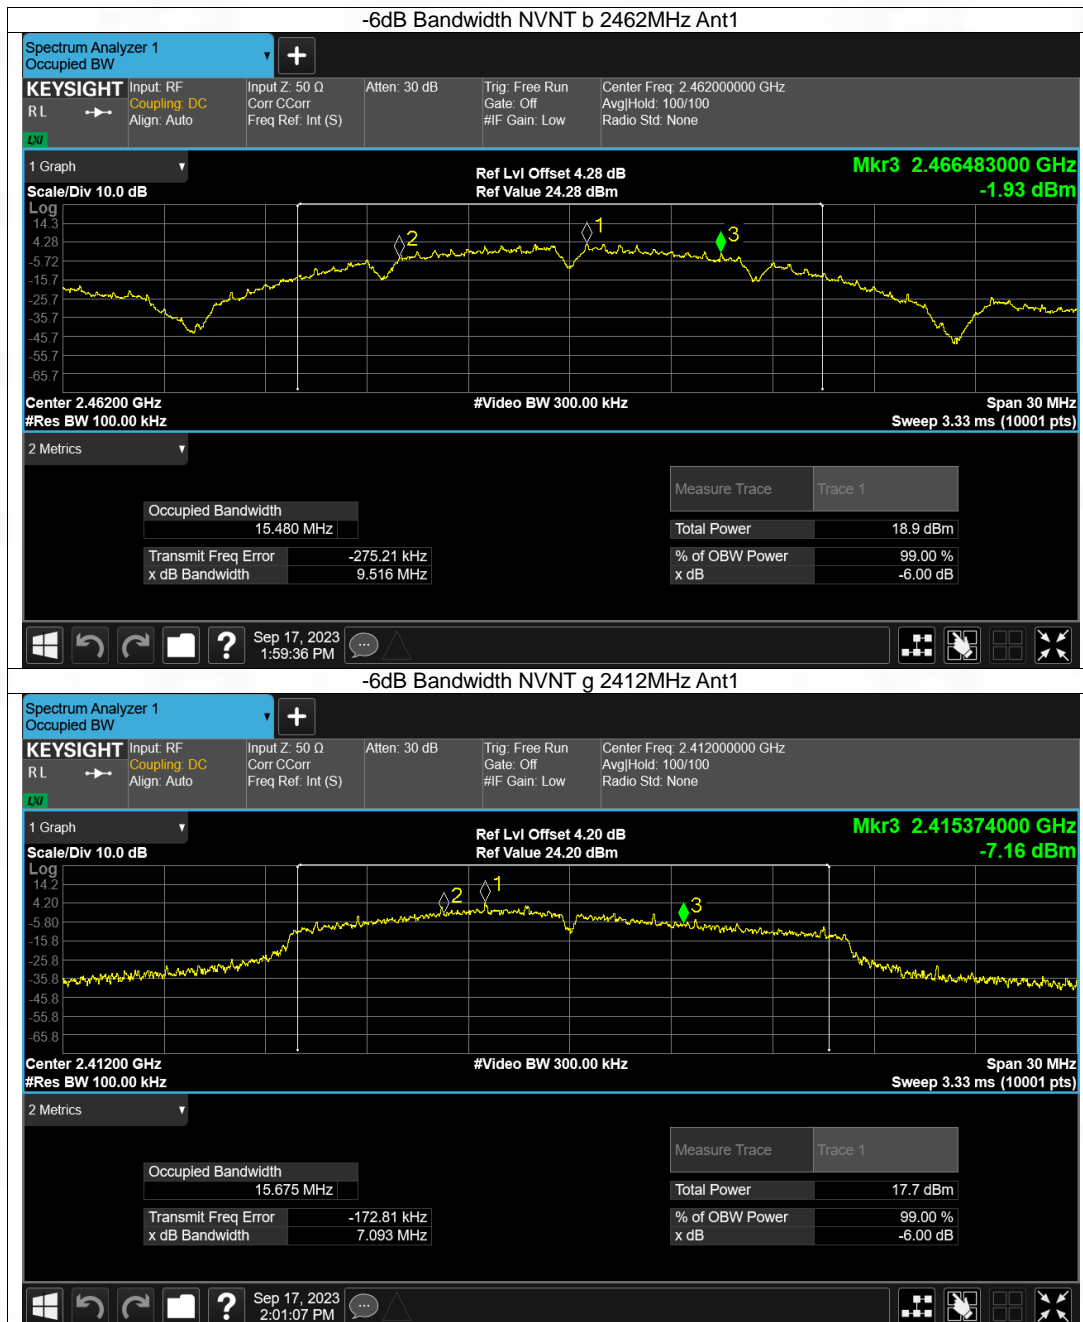 -6dB Bandwidth NVNT b 2462MHz Ant1
Spectrum Analyzer 1
Occupied BW
+
KEYSIGHT
RL
LXI
Input: RF
Coupling: DC
Align: Auto
Input Z: 50 Ω
Corr CCorr
Freq Ref: Int (S)
Atten: 30 dB
Trig: Free Run
Gate: Off
#IF Gain: Low
Center Freq: 2.462000000 GHz
Avg|Hold: 100/100
Radio Std: None
1 Graph
Scale/Div 10.0 dB
Ref Lvl Offset 4.28 dB
Ref Value 24.28 dBm
Mkr3 2.466483000 GHz
-1.93 dBm
Log
14.3
4.28
-5.72
-15.7
-25.7
-35.7
-45.7
-55.7
-65.7
2
1
3
Center 2.46200 GHz
#Video BW 300.00 kHz
Span 30 MHz
#Res BW 100.00 kHz
Sweep 3.33 ms (10001 pts)
2 Metrics
Measure Trace Trace 1
Occupied Bandwidth
15.480 MHz
Total Power 18.9 dBm
Transmit Freq Error -275.21 kHz
% of OBW Power 99.00 %
x dB Bandwidth 9.516 MHz
x dB -6.00 dB
?
Sep 17, 2023
1:59:36 PM
-6dB Bandwidth NVNT g 2412MHz Ant1
Spectrum Analyzer 1
Occupied BW
+
KEYSIGHT
RL
LXI
Input: RF
Coupling: DC
Align: Auto
Input Z: 50 Ω
Corr CCorr
Freq Ref: Int (S)
Atten: 30 dB
Trig: Free Run
Gate: Off
#IF Gain: Low
Center Freq: 2.412000000 GHz
Avg|Hold: 100/100
Radio Std: None
1 Graph
Scale/Div 10.0 dB
Ref Lvl Offset 4.20 dB
Ref Value 24.20 dBm
Mkr3 2.415374000 GHz
-7.16 dBm
Log
14.2
4.20
-5.80
-15.8
-25.8
-35.8
-45.8
-55.8
-65.8
2
1
3
Center 2.41200 GHz
#Video BW 300.00 kHz
Span 30 MHz
#Res BW 100.00 kHz
Sweep 3.33 ms (10001 pts)
2 Metrics
Measure Trace Trace 1
Occupied Bandwidth
15.675 MHz
Total Power 17.7 dBm
Transmit Freq Error -172.81 kHz
% of OBW Power 99.00 %
x dB Bandwidth 7.093 MHz
x dB -6.00 dB
?
Sep 17, 2023
2:01:07 PM